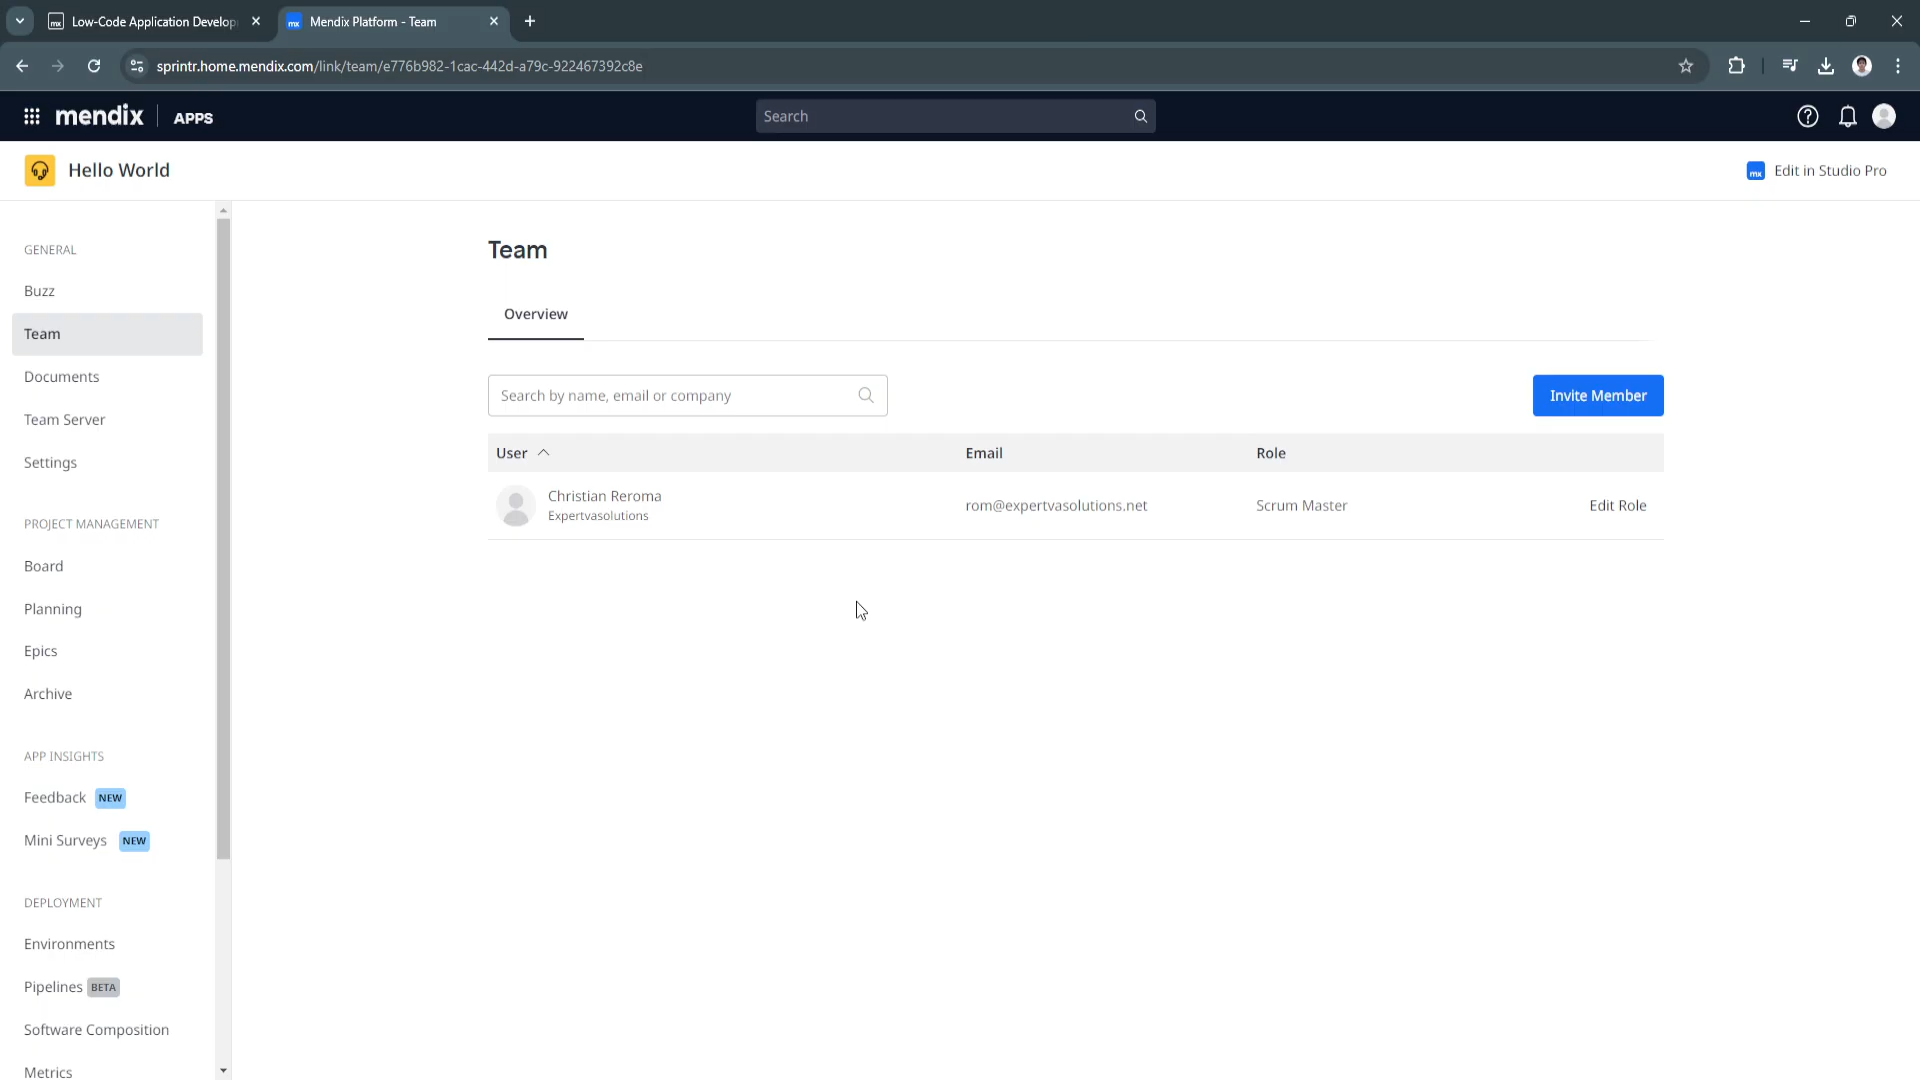 mx Low-Code Application Develop
mx Mendix Platform - Team
sprintr.home.mendix.com/link/team/e776b982-1cac-442d-a79c-922467392c8e
mendix APPS
Search
Hello World
mx Edit in Studio Pro
GENERAL
Buzz
Team
Documents
Team Server
Settings
PROJECT MANAGEMENT
Board
Planning
Epics
Archive
APP INSIGHTS
Feedback NEW
Mini Surveys NEW
DEPLOYMENT
Environments
Pipelines BETA
Software Composition
Metrics
Team
Overview
Search by name, email or company
Invite Member
User Email Role
Christian Reroma
Expertvasolutions
rom@expertvasolutions.net
Scrum Master
Edit Role